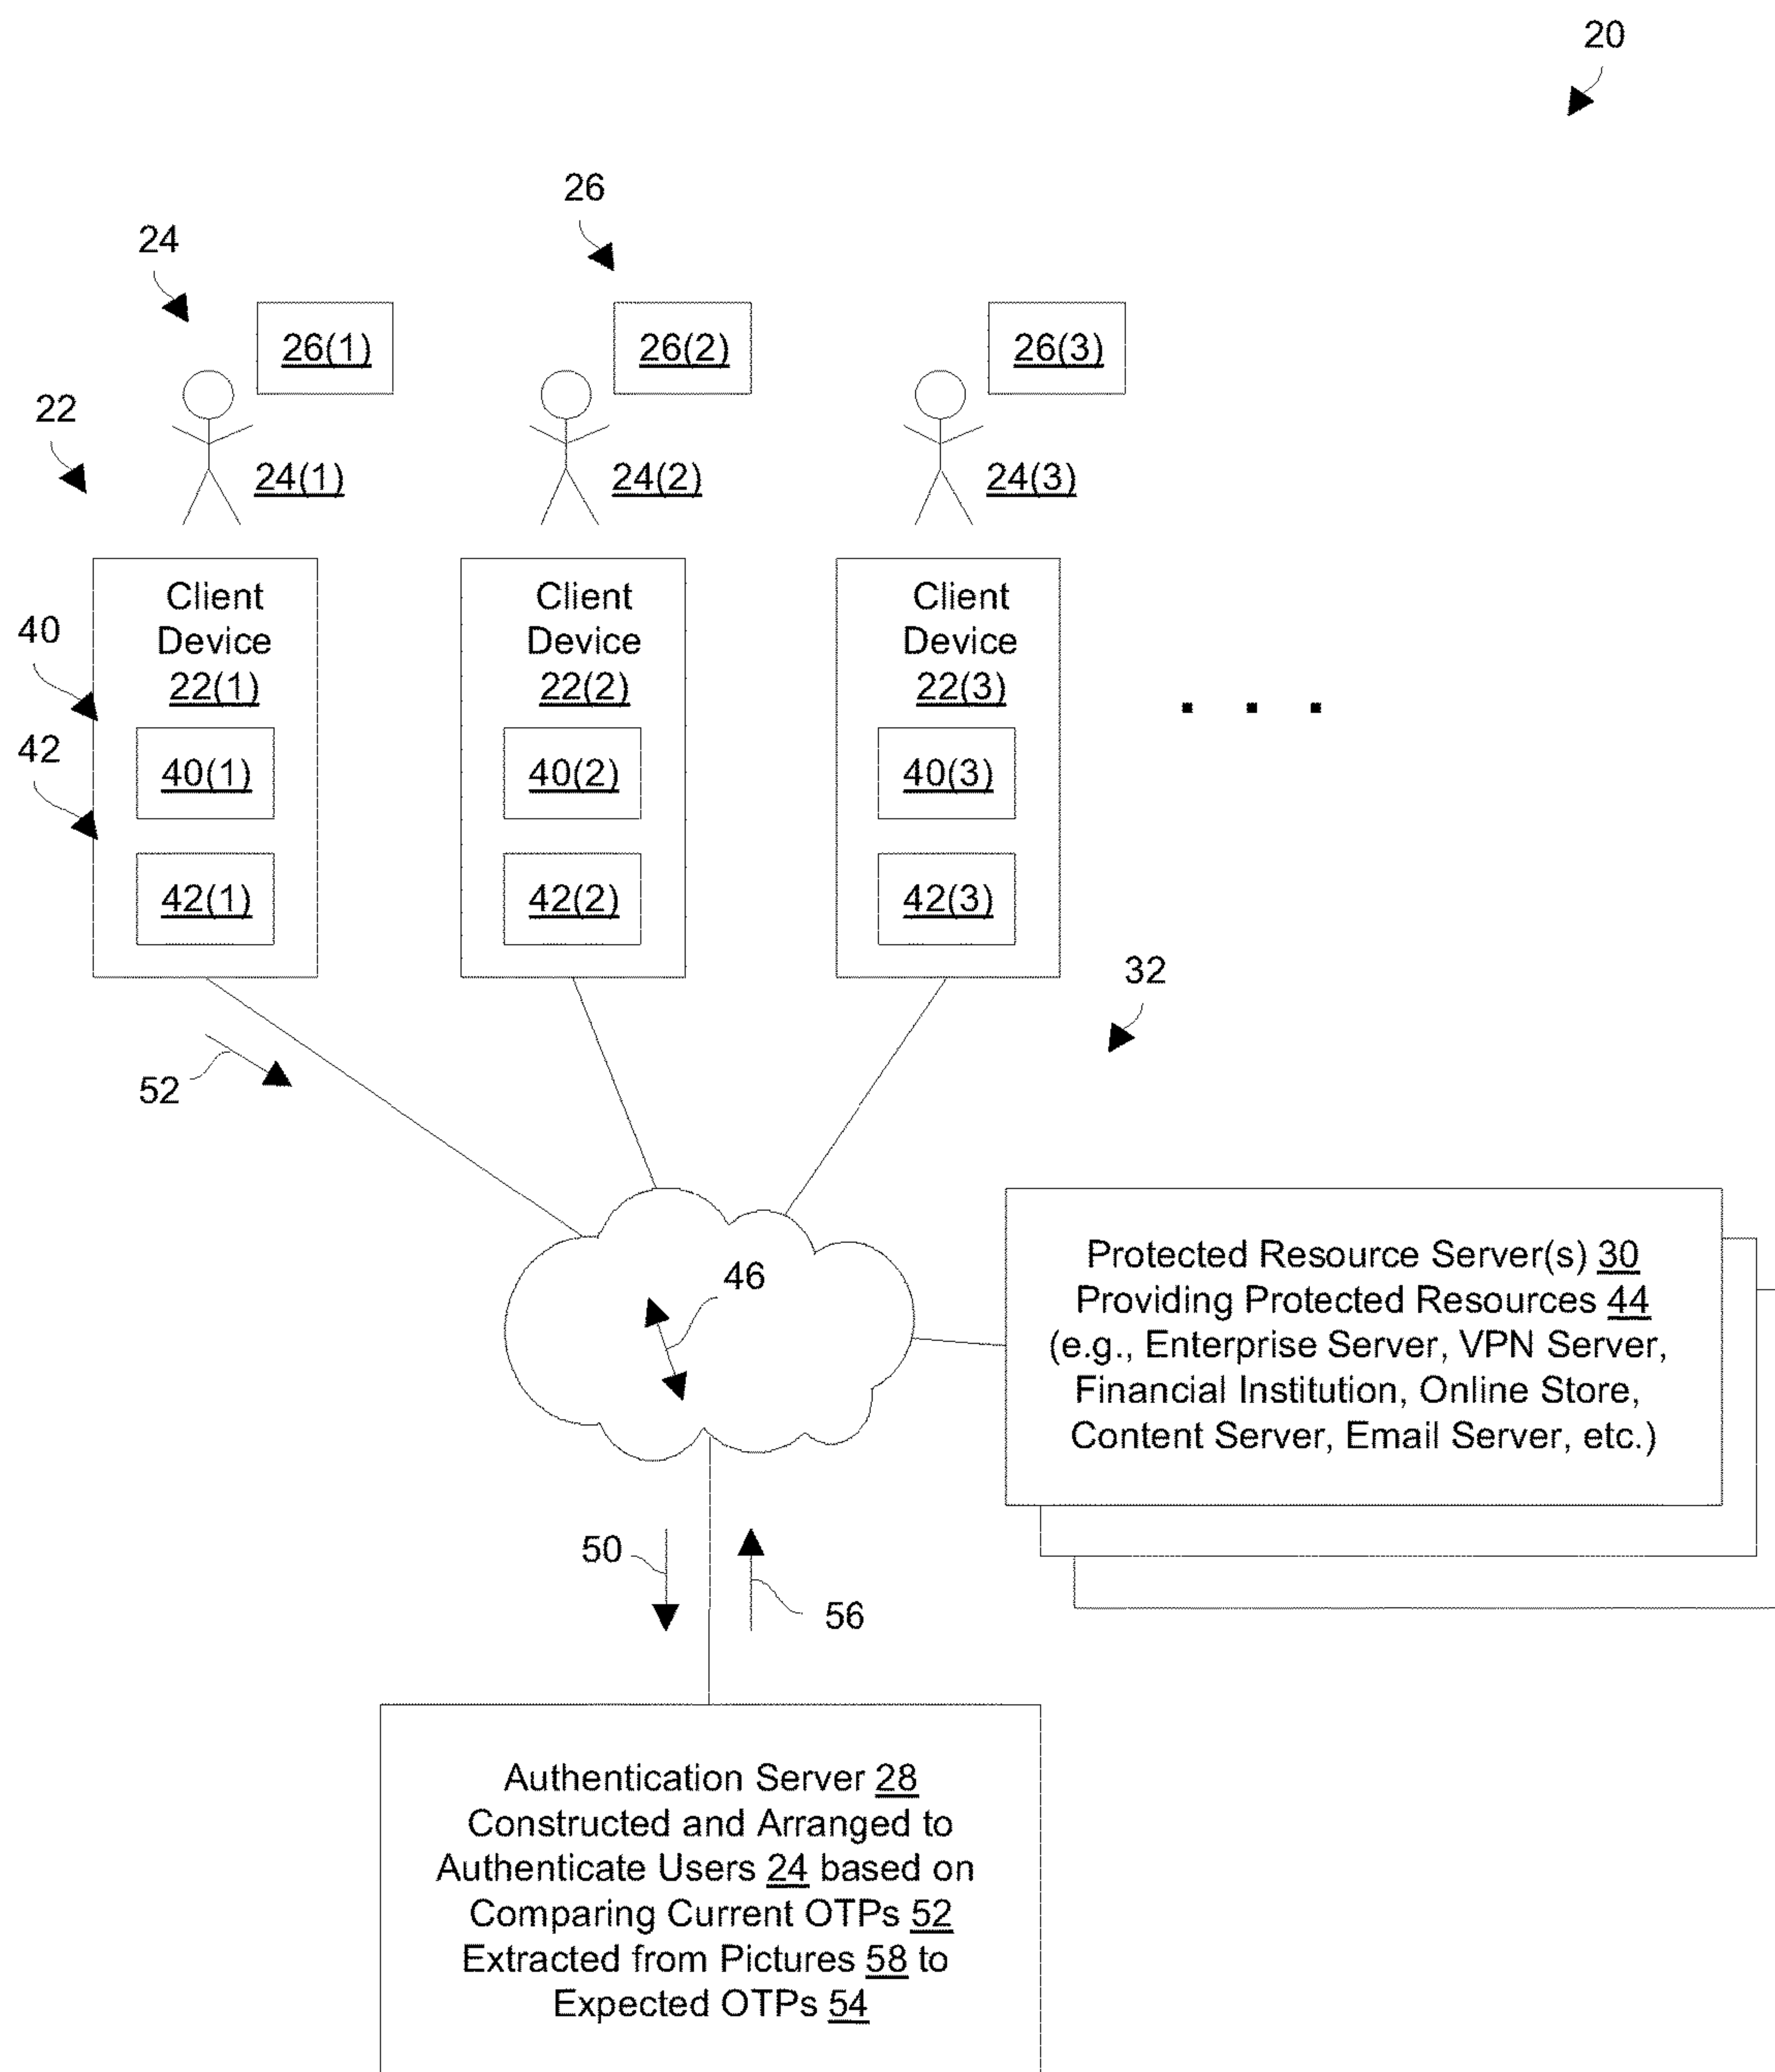 20
26
24
26(1)
26(2)
26(3)
22
24(1)
24(2)
24(3)
Client
Device
22(1)
Client
Device
22(2)
Client
Device
22(3)
40
. . .
42
40(1)
40(2)
40(3)
42(1)
42(2)
42(3)
32
52
46
Protected Resource Server(s) 30
Providing Protected Resources 44
(e.g., Enterprise Server, VPN Server,
Financial Institution, Online Store,
Content Server, Email Server, etc.)
50
56
Authentication Server 28
Constructed and Arranged to
Authenticate Users 24 based on
Comparing Current OTPs 52
Extracted from Pictures 58 to
Expected OTPs 54